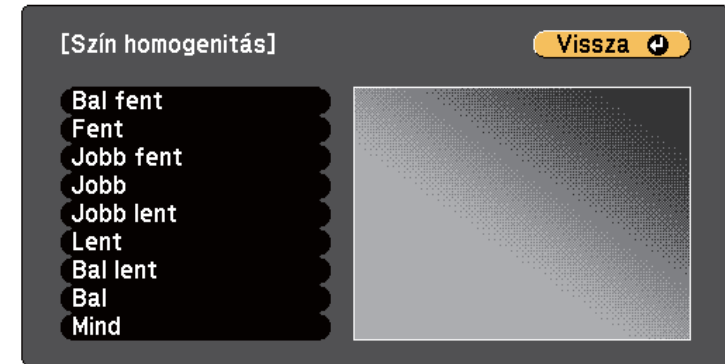 [Szín homogenitás]
Vissza
Bal fent
Fent
Jobb fent
Jobb
Jobb lent
Lent
Bal lent
Bal
Mind